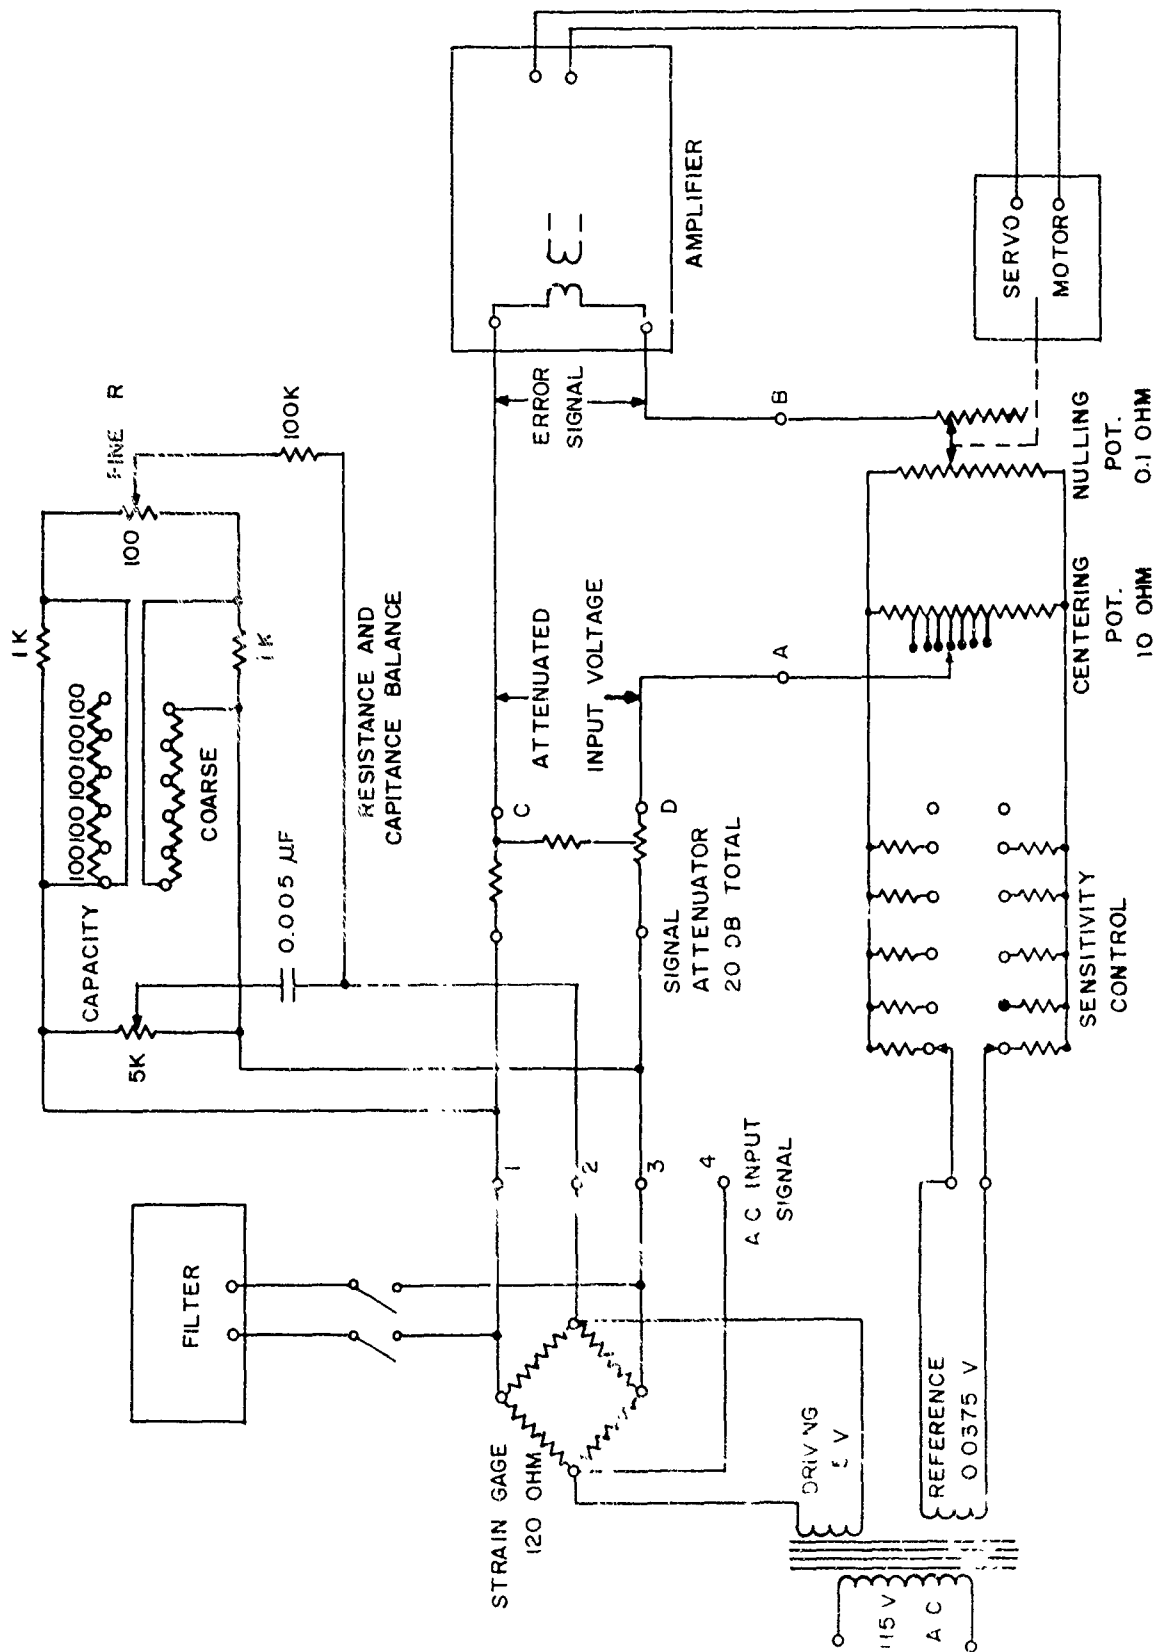 FILTER
STRAIN GAGE
120 OHM
DRIV NG
V
115 V
A C
REFERENCE
0.0375 V
1
2
3
4
A C INPUT
SIGNAL
5K
CAPACITY
0.005 µF
100 100 100 100 100
COARSE
1K
1K
100
FINE R
100K
RESISTANCE AND
CAPITANCE BALANCE
C
D
SIGNAL
ATTENUATOR
20 DB TOTAL
ATTENUATED
INPUT VOLTAGE
ERROR
SIGNAL
AMPLIFIER
A
B
SENSITIVITY
CONTROL
CENTERING
POT.
10 OHM
NULLING
POT.
0.1 OHM
SERVO
MOTOR